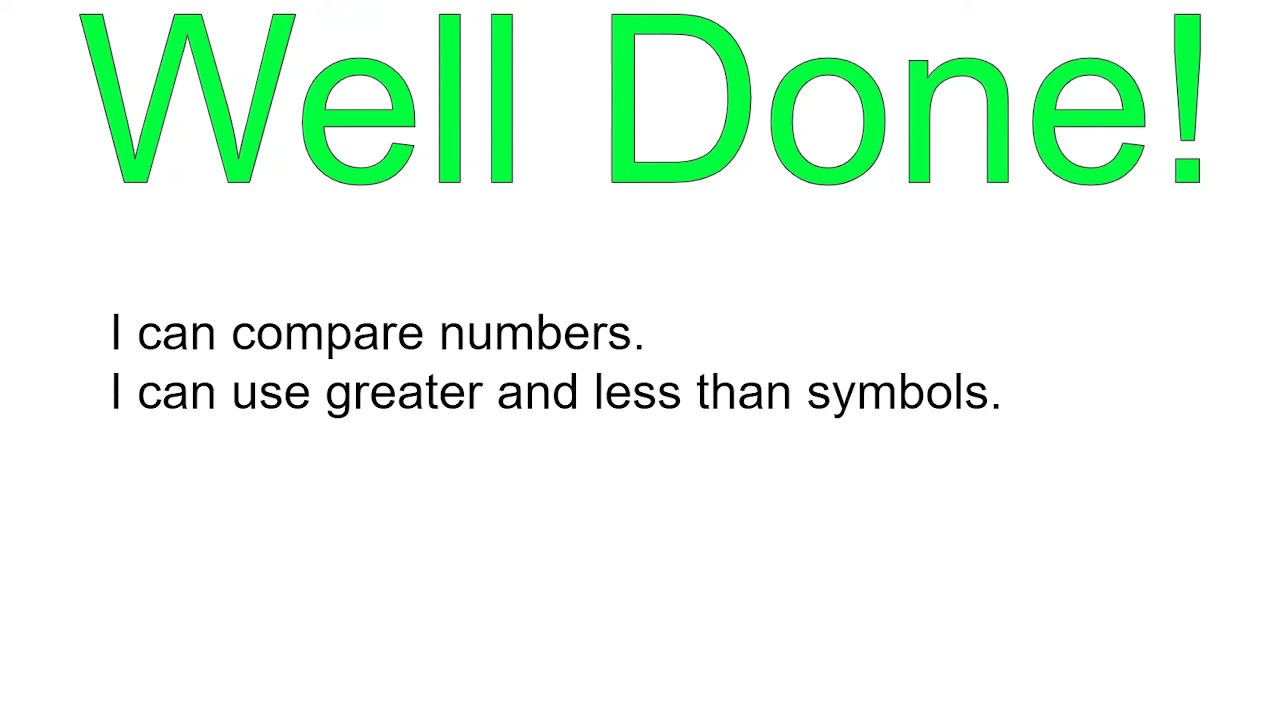 Well Done!
I can compare numbers.
I can use greater and less than symbols.